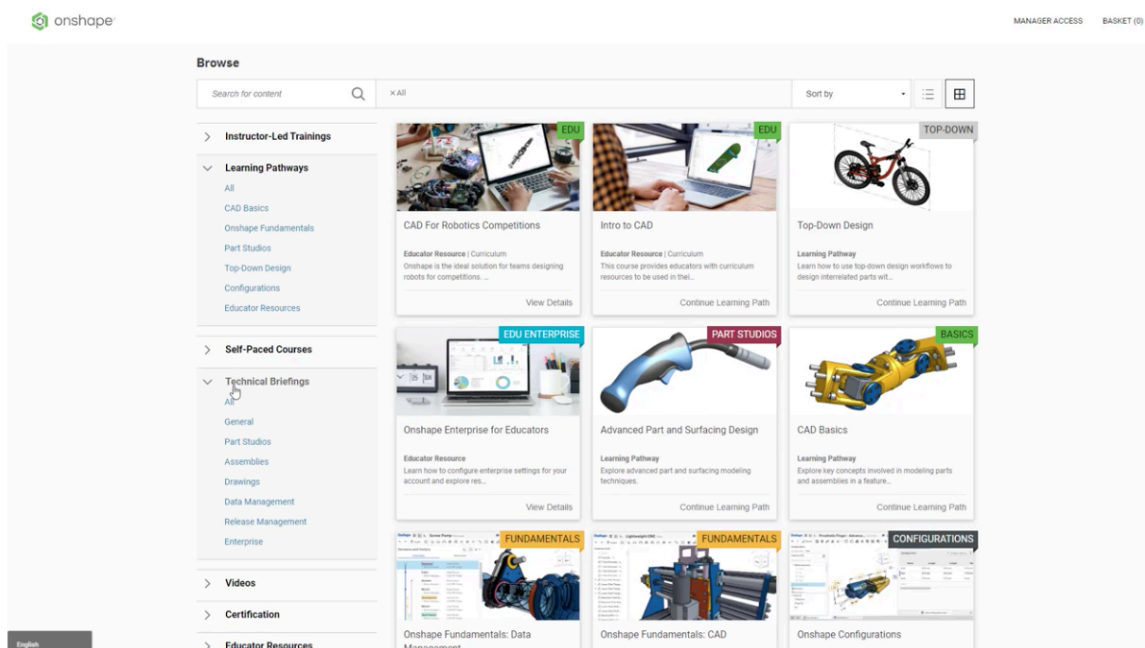 onshape
MANAGER ACCESS
BASKET (0)
Browse
Search for content
× All
Sort by
Instructor-Led Trainings
Learning Pathways
All
CAD Basics
Onshape Fundamentals
Part Studios
Top-Down Design
Configurations
Educator Resources
Self-Paced Courses
Technical Briefings
All
General
Part Studios
Assemblies
Drawings
Data Management
Release Management
Enterprise
Videos
Certification
Educator Resources
English
EDU
CAD For Robotics Competitions
Educator Resource | Curriculum
Onshape is the ideal solution for teams designing
robots for competitions. ...
View Details
EDU
Intro to CAD
Educator Resource | Curriculum
This course provides educators with curriculum
resources to be used in thei...
Continue Learning Path
TOP-DOWN
Top-Down Design
Learning Pathway
Learn how to use top-down design workflows to
design interrelated parts wit...
Continue Learning Path
EDU ENTERPRISE
Onshape Enterprise for Educators
Educator Resource
Learn how to configure enterprise settings for your
account and explore res...
View Details
PART STUDIOS
Advanced Part and Surfacing Design
Learning Pathway
Explore advanced part and surfacing modeling
techniques.
Continue Learning Path
BASICS
CAD Basics
Learning Pathway
Explore key concepts involved in modeling parts
and assemblies in a feature...
Continue Learning Path
FUNDAMENTALS
Onshape Fundamentals: Data
Management
FUNDAMENTALS
Onshape Fundamentals: CAD
CONFIGURATIONS
Onshape Configurations